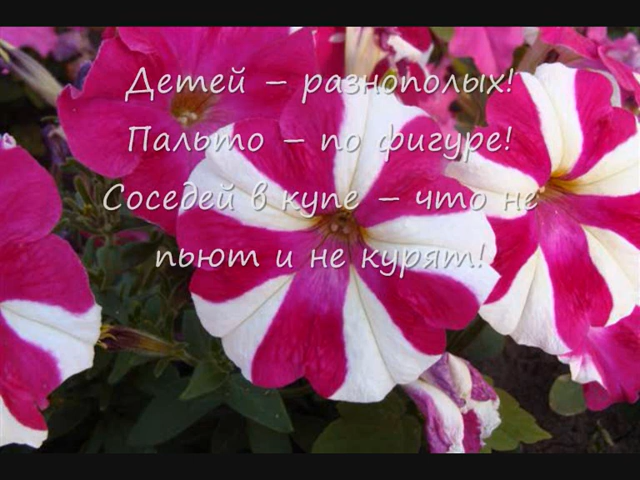 Детей – разнополых!
Пальто – по фигуре!
Соседей в купе – что не
пьют и не курят!